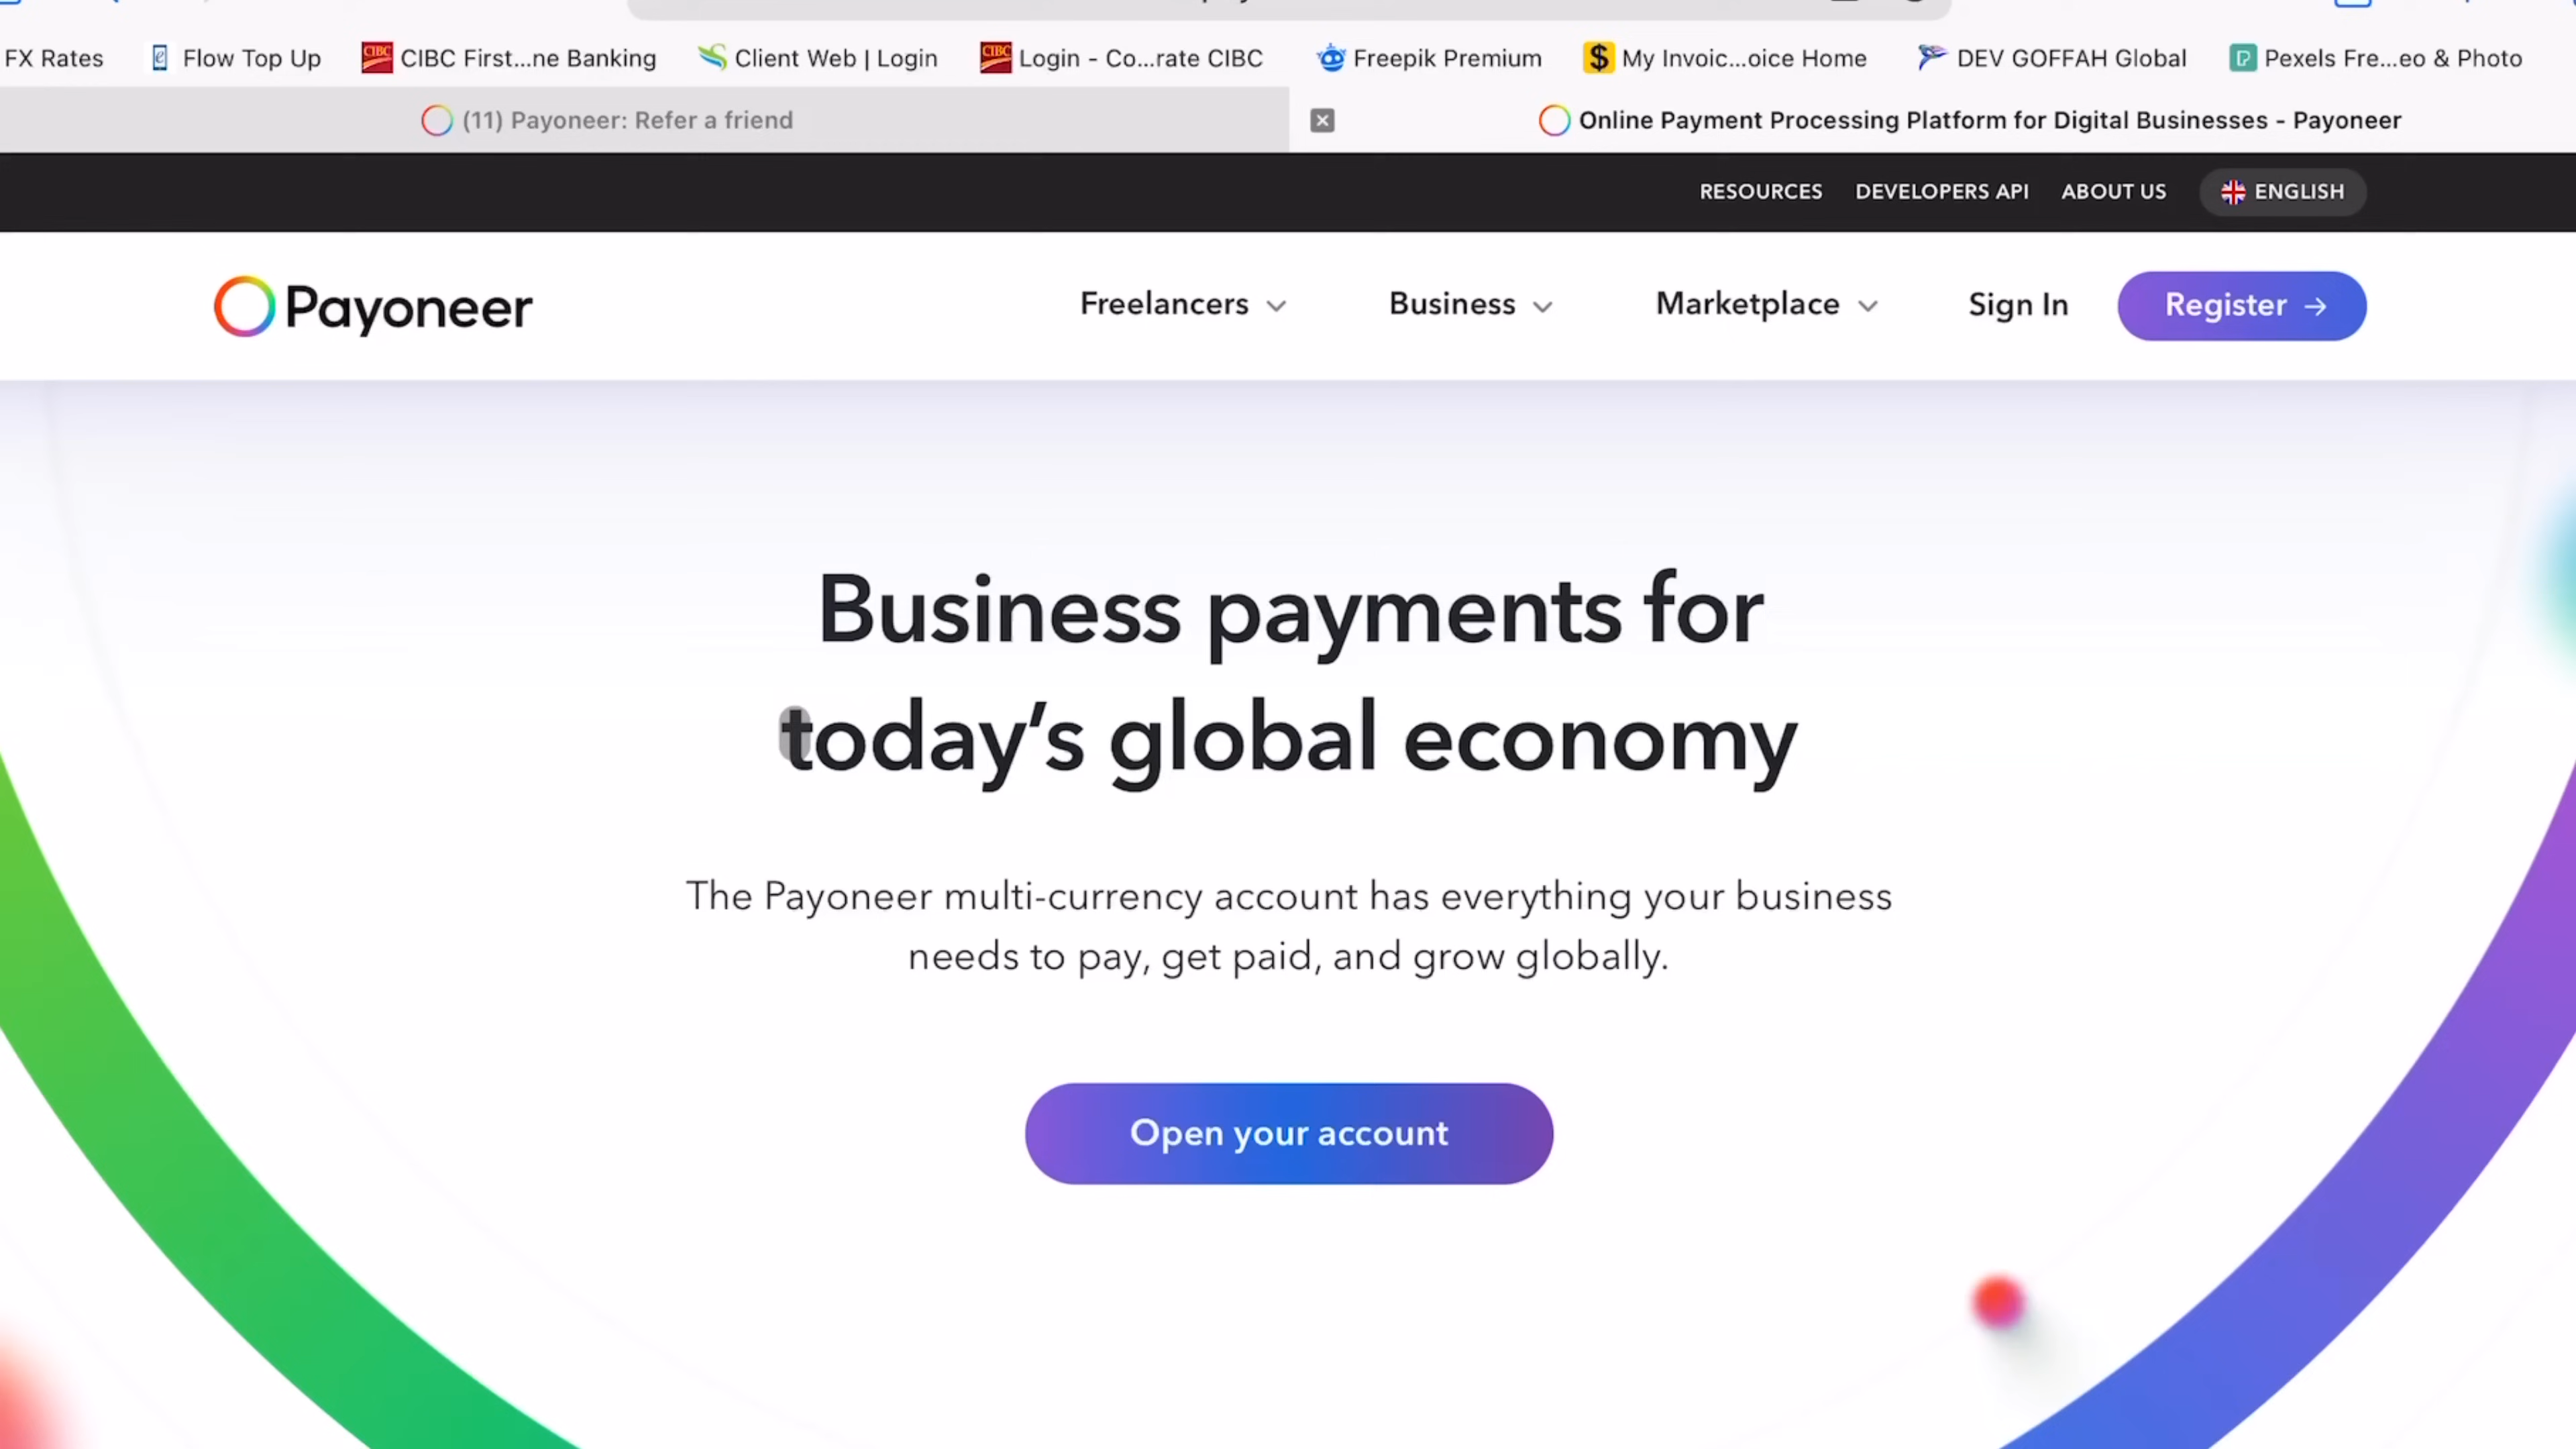 FX Rates Flow Top Up CIBC First...ne Banking Client Web | Login CIBC Login - Co...rate CIBC Freepik Premium $ My Invoic...oice Home DEV GOFFAH Global Pexels Fre...eo & Photo
(11) Payoneer: Refer a friend Online Payment Processing Platform for Digital Businesses - Payoneer
RESOURCES DEVELOPERS API ABOUT US ENGLISH
Payoneer Freelancers Business Marketplace Sign In Register →
Business payments for
today’s global economy
The Payoneer multi-currency account has everything your business
needs to pay, get paid, and grow globally.
Open your account